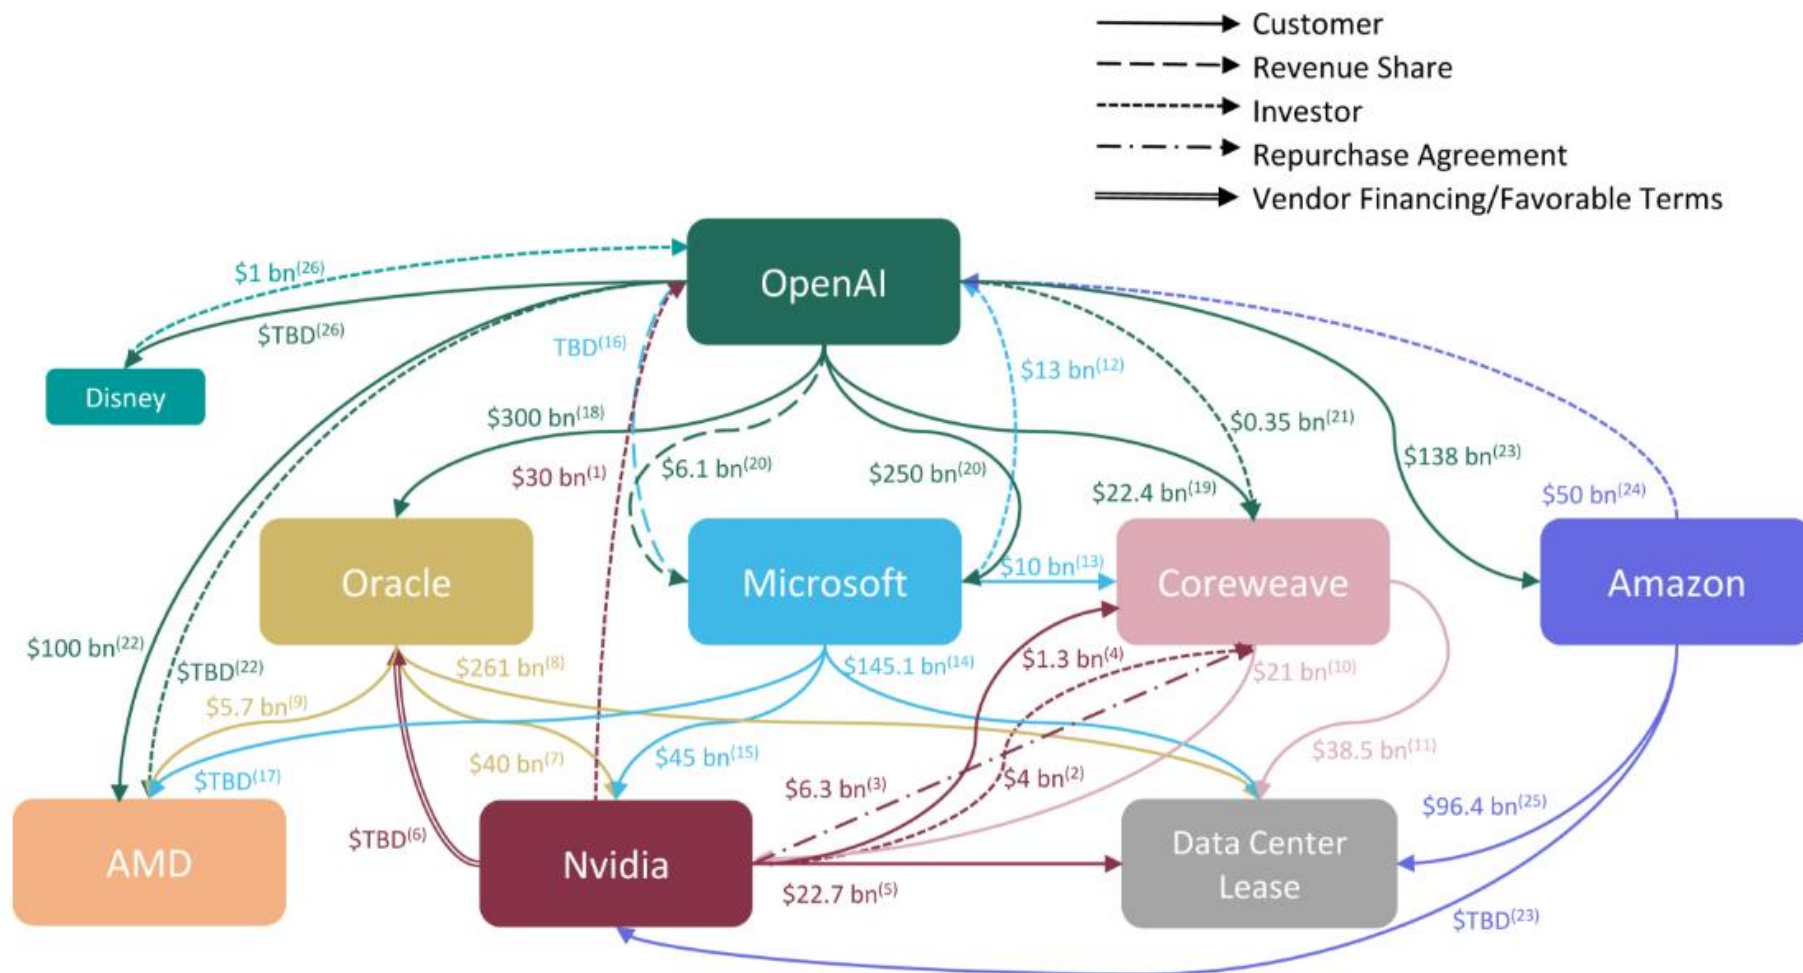 Customer
Revenue Share
Investor
Repurchase Agreement
Vendor Financing/Favorable Terms
OpenAI
$1 bn(26)
$TBD(26)
Disney
TBD(16)
$13 bn(12)
$300 bn(18)
$30 bn(1)
$6.1 bn(20)
$250 bn(20)
$22.4 bn(19)
$0.35 bn(21)
$138 bn(23)
$50 bn(24)
Oracle
Microsoft
$10 bn(13)
Coreweave
Amazon
$100 bn(22)
$TBD(22)
$261 bn(8)
$145.1 bn(14)
$1.3 bn(4)
$21 bn(10)
$5.7 bn(9)
$40 bn(7)
$45 bn(15)
$38.5 bn(11)
$TBD(17)
$6.3 bn(3)
$4 bn(2)
$96.4 bn(25)
$TBD(6)
AMD
Nvidia
Data Center
Lease
$22.7 bn(5)
$TBD(23)